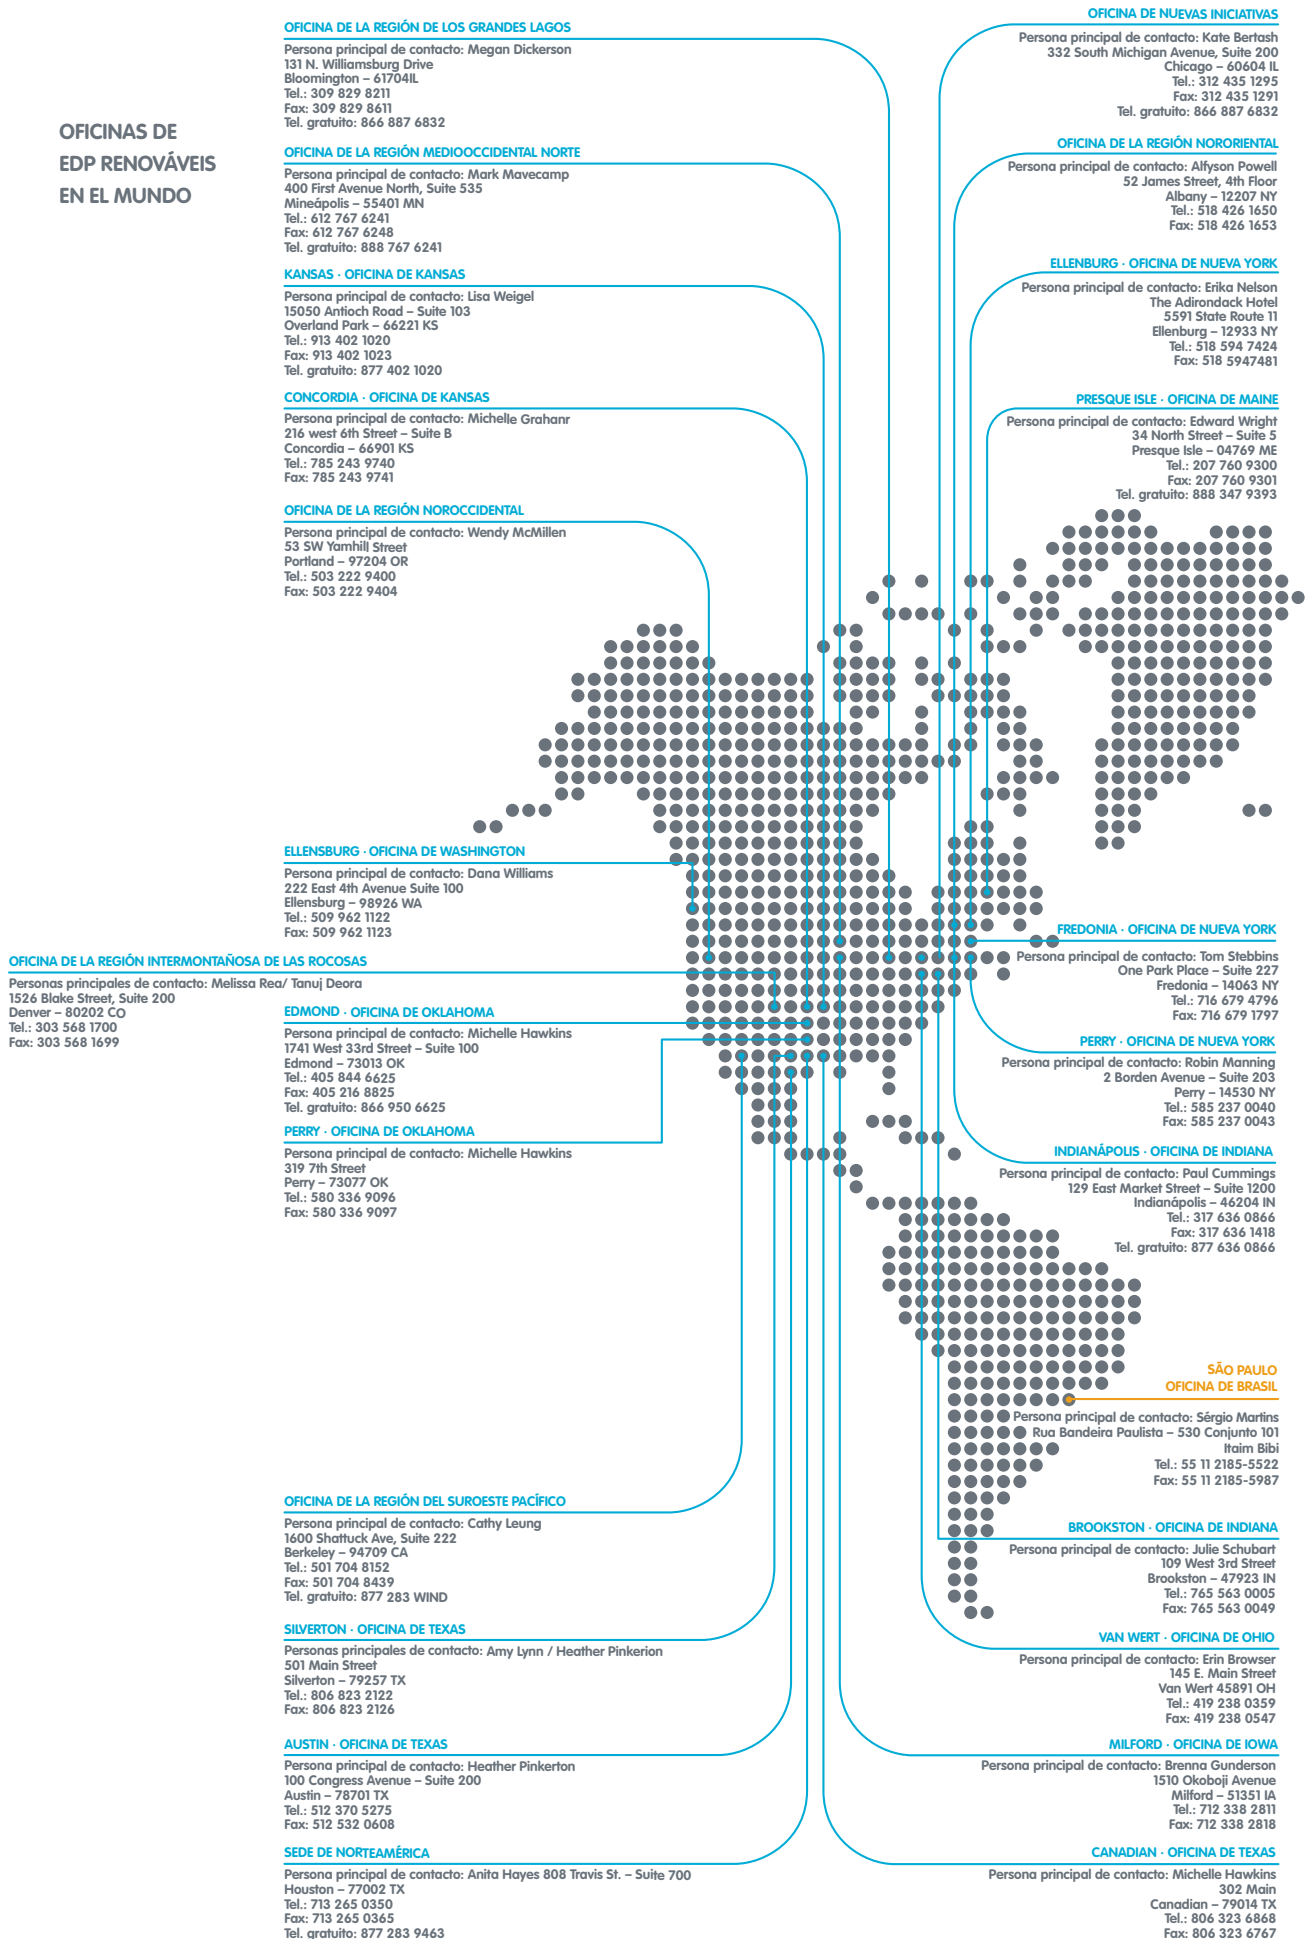 OFICINAS DE
EDP RENOVÁVEIS
EN EL MUNDO
OFICINA DE LA REGIÓN DE LOS GRANDES LAGOS
Persona principal de contacto: Megan Dickerson
131 N. Williamsburg Drive
Bloomington – 61704IL
Tel.: 309 829 8211
Fax: 309 829 8611
Tel. gratuito: 866 887 6832
OFICINA DE LA REGIÓN MEDIOOCCIDENTAL NORTE
Persona principal de contacto: Mark Mavecamp
400 First Avenue North, Suite 535
Mineápolis – 55401 MN
Tel.: 612 767 6241
Fax: 612 767 6248
Tel. gratuito: 888 767 6241
KANSAS · OFICINA DE KANSAS
Persona principal de contacto: Lisa Weigel
15050 Antioch Road – Suite 103
Overland Park – 66221 KS
Tel.: 913 402 1020
Fax: 913 402 1023
Tel. gratuito: 877 402 1020
CONCORDIA · OFICINA DE KANSAS
Persona principal de contacto: Michelle Grahanr
216 west 6th Street – Suite B
Concordia – 66901 KS
Tel.: 785 243 9740
Fax: 785 243 9741
OFICINA DE LA REGIÓN NOROCCIDENTAL
Persona principal de contacto: Wendy McMillen
53 SW Yamhill Street
Portland – 97204 OR
Tel.: 503 222 9400
Fax: 503 222 9404
ELLENSBURG · OFICINA DE WASHINGTON
Persona principal de contacto: Dana Williams
222 East 4th Avenue Suite 100
Ellensburg – 98926 WA
Tel.: 509 962 1122
Fax: 509 962 1123
OFICINA DE LA REGIÓN INTERMONTAÑOSA DE LAS ROCOSAS
Personas principales de contacto: Melissa Rea/ Tanuj Deora
1526 Blake Street, Suite 200
Denver – 80202 CO
Tel.: 303 568 1700
Fax: 303 568 1699
EDMOND · OFICINA DE OKLAHOMA
Persona principal de contacto: Michelle Hawkins
1741 West 33rd Street – Suite 100
Edmond – 73013 OK
Tel.: 405 844 6625
Fax: 405 216 8825
Tel. gratuito: 866 950 6625
PERRY · OFICINA DE OKLAHOMA
Persona principal de contacto: Michelle Hawkins
319 7th Street
Perry – 73077 OK
Tel.: 580 336 9096
Fax: 580 336 9097
OFICINA DE LA REGIÓN DEL SUROESTE PACÍFICO
Persona principal de contacto: Cathy Leung
1600 Shattuck Ave, Suite 222
Berkeley – 94709 CA
Tel.: 501 704 8152
Fax: 501 704 8439
Tel. gratuito: 877 283 WIND
SILVERTON · OFICINA DE TEXAS
Personas principales de contacto: Amy Lynn / Heather Pinkerion
501 Main Street
Silverton – 79257 TX
Tel.: 806 823 2122
Fax: 806 823 2126
AUSTIN · OFICINA DE TEXAS
Persona principal de contacto: Heather Pinkerton
100 Congress Avenue – Suite 200
Austin – 78701 TX
Tel.: 512 370 5275
Fax: 512 532 0608
SEDE DE NORTEAMÉRICA
Persona principal de contacto: Anita Hayes 808 Travis St. – Suite 700
Houston – 77002 TX
Tel.: 713 265 0350
Fax: 713 265 0365
Tel. gratuito: 877 283 9463
OFICINA DE NUEVAS INICIATIVAS
Persona principal de contacto: Kate Bertash
332 South Michigan Avenue, Suite 200
Chicago – 60604 IL
Tel.: 312 435 1295
Fax: 312 435 1291
Tel. gratuito: 866 887 6832
OFICINA DE LA REGIÓN NORORIENTAL
Persona principal de contacto: Alfyson Powell
52 James Street, 4th Floor
Albany – 12207 NY
Tel.: 518 426 1650
Fax: 518 426 1653
ELLENBURG · OFICINA DE NUEVA YORK
Persona principal de contacto: Erika Nelson
The Adirondack Hotel
5591 State Route 11
Ellenburg – 12933 NY
Tel.: 518 594 7424
Fax: 518 5947481
PRESQUE ISLE · OFICINA DE MAINE
Persona principal de contacto: Edward Wright
34 North Street – Suite 5
Presque Isle – 04769 ME
Tel.: 207 760 9300
Fax: 207 760 9301
Tel. gratuito: 888 347 9393
FREDONIA · OFICINA DE NUEVA YORK
Persona principal de contacto: Tom Stebbins
One Park Place – Suite 227
Fredonia – 14063 NY
Tel.: 716 679 4796
Fax: 716 679 1797
PERRY · OFICINA DE NUEVA YORK
Persona principal de contacto: Robin Manning
2 Borden Avenue – Suite 203
Perry – 14530 NY
Tel.: 585 237 0040
Fax: 585 237 0043
INDIANÁPOLIS · OFICINA DE INDIANA
Persona principal de contacto: Paul Cummings
129 East Market Street – Suite 1200
Indianápolis – 46204 IN
Tel.: 317 636 0866
Fax: 317 636 1418
Tel. gratuito: 877 636 0866
SÃO PAULO
OFICINA DE BRASIL
Persona principal de contacto: Sérgio Martins
Rua Bandeira Paulista – 530 Conjunto 101
Itaim Bibi
Tel.: 55 11 2185-5522
Fax: 55 11 2185-5987
BROOKSTON · OFICINA DE INDIANA
Persona principal de contacto: Julie Schubart
109 West 3rd Street
Brookston – 47923 IN
Tel.: 765 563 0005
Fax: 765 563 0049
VAN WERT · OFICINA DE OHIO
Persona principal de contacto: Erin Browser
145 E. Main Street
Van Wert 45891 OH
Tel.: 419 238 0359
Fax: 419 238 0547
MILFORD · OFICINA DE IOWA
Persona principal de contacto: Brenna Gunderson
1510 Okoboji Avenue
Milford – 51351 IA
Tel.: 712 338 2811
Fax: 712 338 2818
CANADIAN · OFICINA DE TEXAS
Persona principal de contacto: Michelle Hawkins
302 Main
Canadian – 79014 TX
Tel.: 806 323 6868
Fax: 806 323 6767